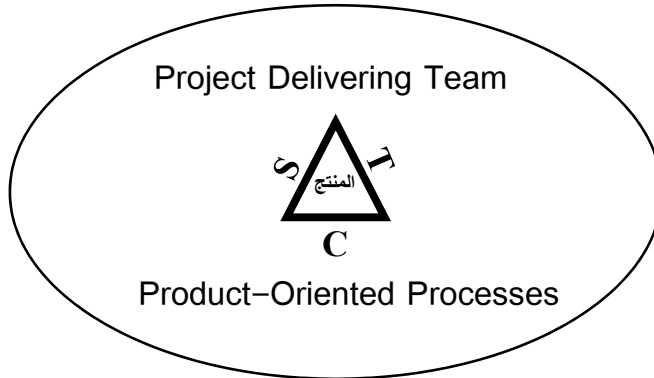 Project Delivering Team
S
T
المنتج
C
Product-Oriented Processes